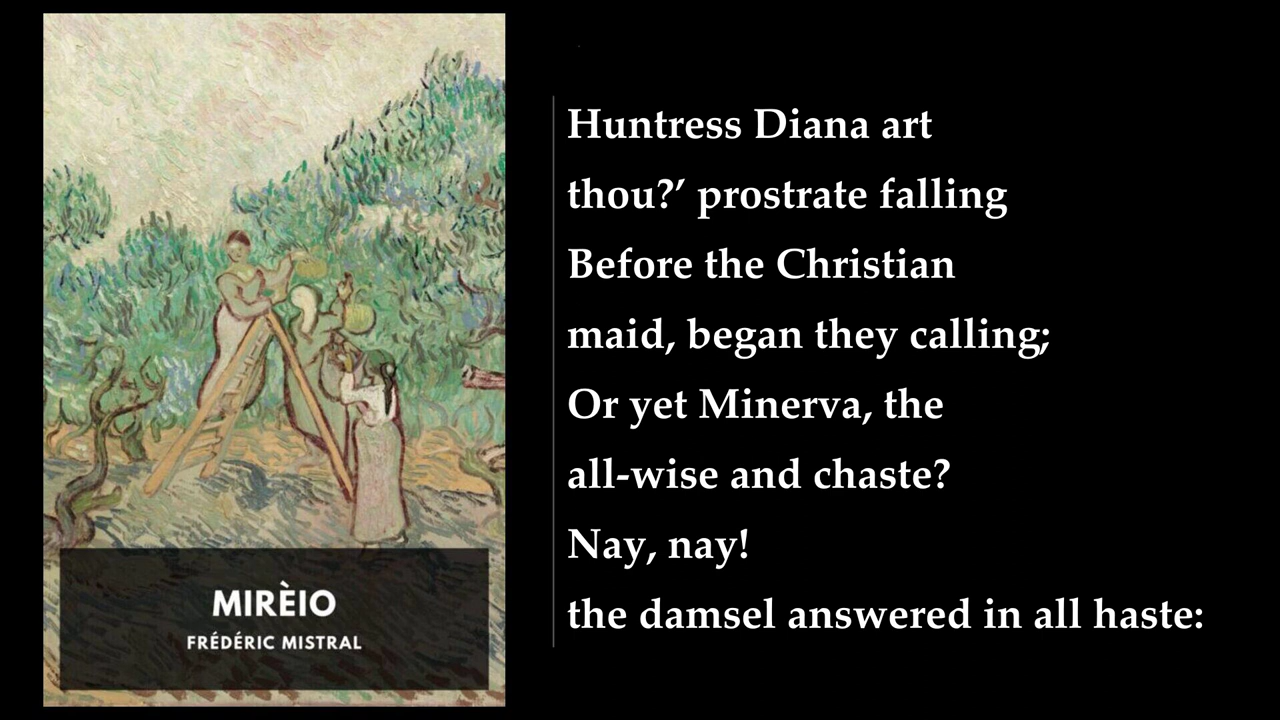 MIRÈIO
FRÉDÉRIC MISTRAL
Huntress Diana art
thou?’ prostrate falling
Before the Christian
maid, began they calling;
Or yet Minerva, the
all-wise and chaste?
Nay, nay!
the damsel answered in all haste: